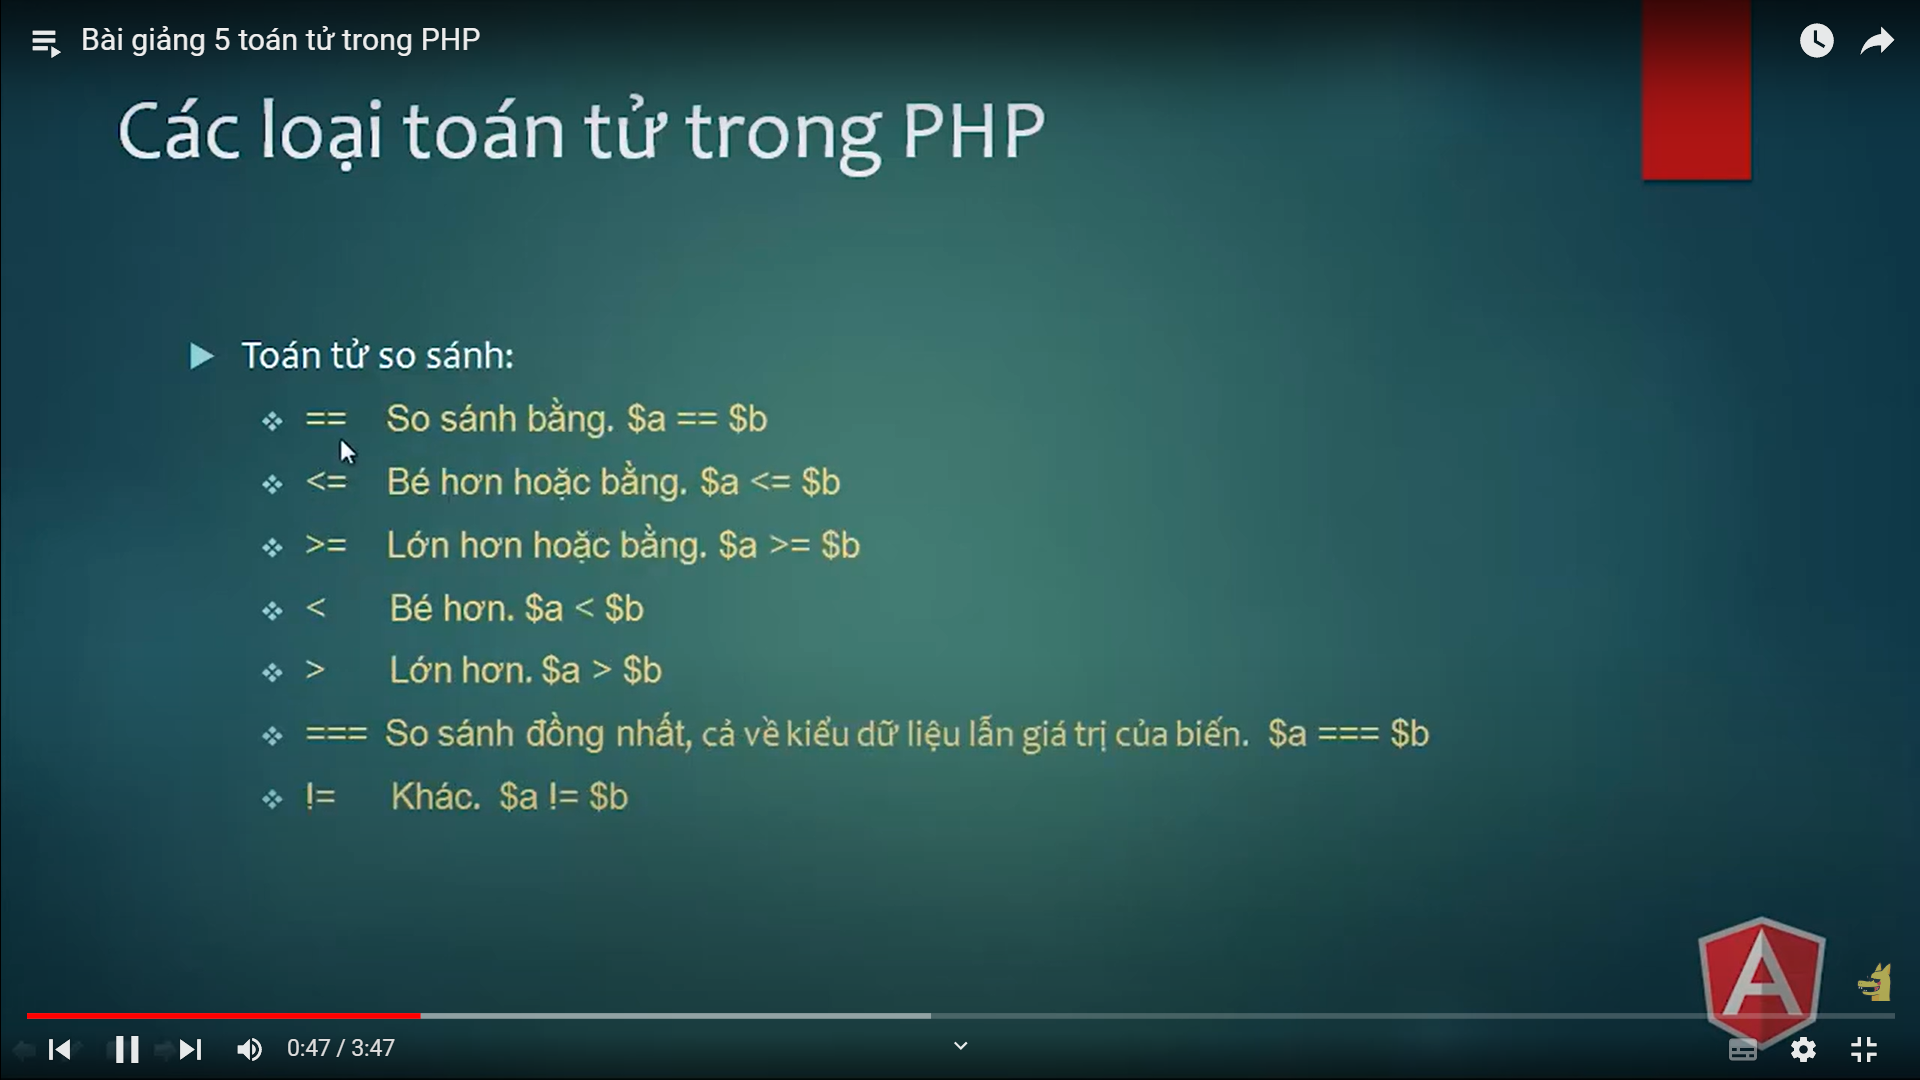 Bài giảng 5 toán tử trong PHP
Các loại toán tử trong PHP
Toán tử so sánh:
== So sánh bằng. $a == $b
<= Bé hơn hoặc bằng. $a <= $b
>= Lớn hơn hoặc bằng. $a >= $b
< Bé hơn. $a < $b
> Lớn hơn. $a > $b
=== So sánh đồng nhất, cả về kiểu dữ liệu lẫn giá trị của biến. $a === $b
!= Khác. $a != $b
A
0:47 / 3:47